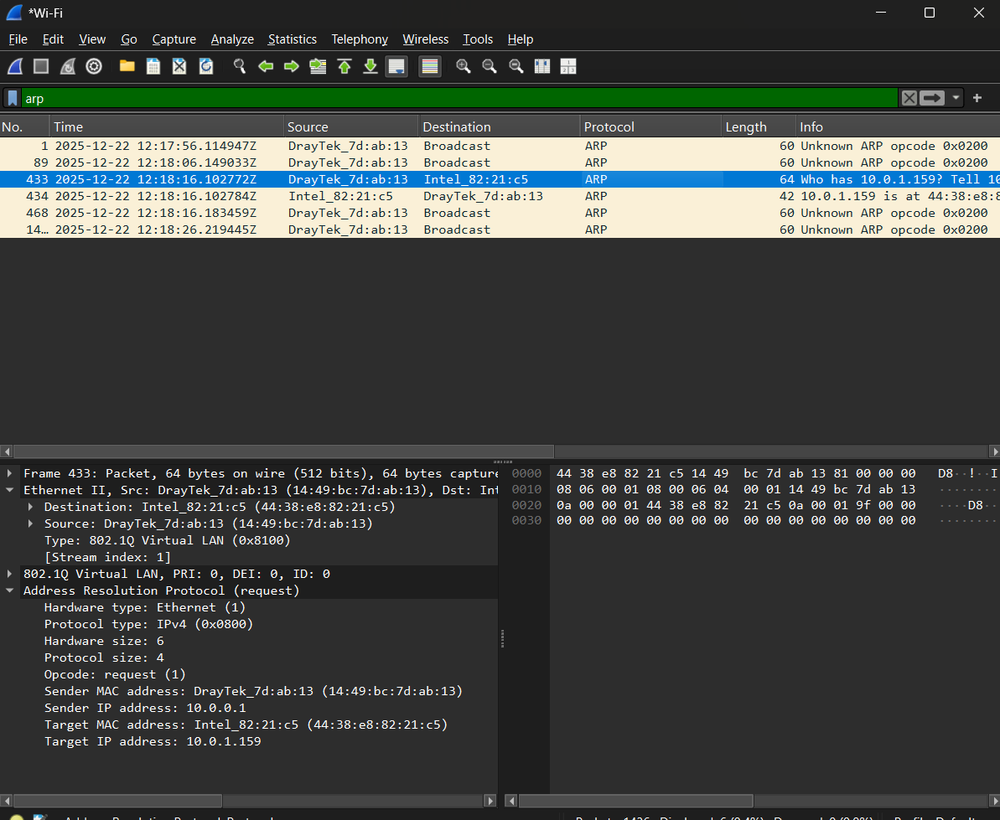 *Wi-Fi
File Edit View Go Capture Analyze Statistics Telephony Wireless Tools Help
arp
No. Time Source Destination Protocol Length Info
1 2025-12-22 12:17:56.114947Z DrayTek_7d:ab:13 Broadcast ARP 60 Unknown ARP opcode 0x0200
89 2025-12-22 12:18:06.149033Z DrayTek_7d:ab:13 Broadcast ARP 60 Unknown ARP opcode 0x0200
433 2025-12-22 12:18:16.102772Z DrayTek_7d:ab:13 Intel_82:21:c5 ARP 64 Who has 10.0.1.159? Tell 10
434 2025-12-22 12:18:16.102784Z Intel_82:21:c5 DrayTek_7d:ab:13 ARP 42 10.0.1.159 is at 44:38:e8:8
468 2025-12-22 12:18:16.183459Z DrayTek_7d:ab:13 Broadcast ARP 60 Unknown ARP opcode 0x0200
14… 2025-12-22 12:18:26.219445Z DrayTek_7d:ab:13 Broadcast ARP 60 Unknown ARP opcode 0x0200
Frame 433: Packet, 64 bytes on wire (512 bits), 64 bytes capture
Ethernet II, Src: DrayTek_7d:ab:13 (14:49:bc:7d:ab:13), Dst: Int
Destination: Intel_82:21:c5 (44:38:e8:82:21:c5)
Source: DrayTek_7d:ab:13 (14:49:bc:7d:ab:13)
Type: 802.1Q Virtual LAN (0x8100)
[Stream index: 1]
802.1Q Virtual LAN, PRI: 0, DEI: 0, ID: 0
Address Resolution Protocol (request)
Hardware type: Ethernet (1)
Protocol type: IPv4 (0x0800)
Hardware size: 6
Protocol size: 4
Opcode: request (1)
Sender MAC address: DrayTek_7d:ab:13 (14:49:bc:7d:ab:13)
Sender IP address: 10.0.0.1
Target MAC address: Intel_82:21:c5 (44:38:e8:82:21:c5)
Target IP address: 10.0.1.159
0000 44 38 e8 82 21 c5 14 49 bc 7d ab 13 81 00 00 00 D8··!··I
0010 08 06 00 01 08 00 06 04 00 01 14 49 bc 7d ab 13 ········
0020 0a 00 00 01 44 38 e8 82 21 c5 0a 00 01 9f 00 00 ····D8··
0030 00 00 00 00 00 00 00 00 00 00 00 00 00 00 00 00 ········